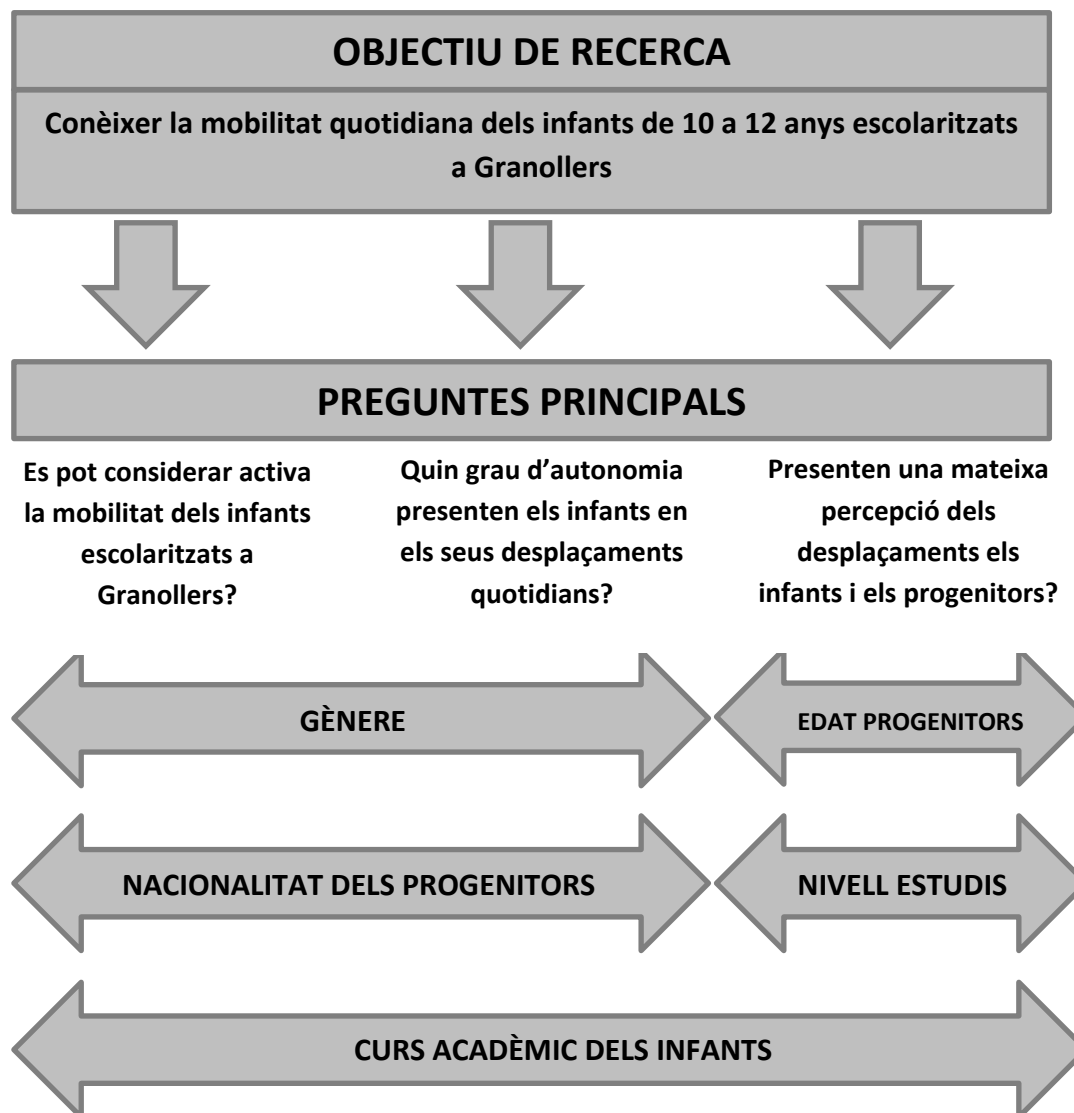 OBJECTIU DE RECERCA
Conèixer la mobilitat quotidiana dels infants de 10 a 12 anys escolaritzats
a Granollers
PREGUNTES PRINCIPALS
Es pot considerar activa
la mobilitat dels infants
escolaritzats a
Granollers?
Quin grau d’autonomia
presenten els infants en
els seus desplaçaments
quotidians?
Presenten una mateixa
percepció dels
desplaçaments els
infants i els progenitors?
GÈNERE
EDAT PROGENITORS
NACIONALITAT DELS PROGENITORS
NIVELL ESTUDIS
CURS ACADÈMIC DELS INFANTS